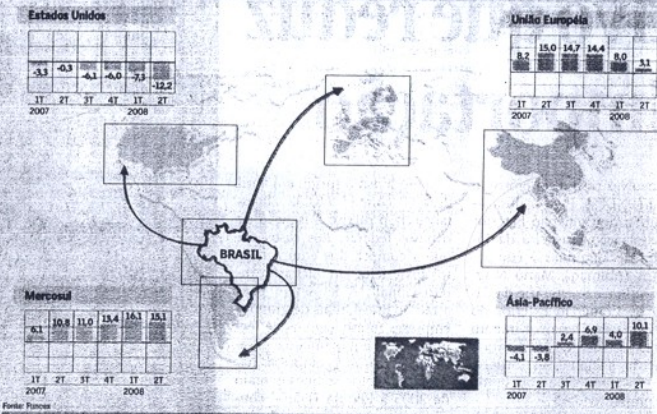 Estados Unidos
-3,3 -0,3 -6,1 -6,0 -7,3 -12,2
1T 2T 3T 4T 1T 2T
2007 2008
União Européia
8,2 15,0 14,7 14,4 8,0 3,1
1T 2T 3T 4T 1T 2T
2007 2008
BRASIL
Mercosul
6,1 10,8 11,0 13,4 16,1 15,1
1T 2T 3T 4T 1T 2T
2007 2008
Ásia-Pacífico
-4,1 -3,8 2,4 6,9 4,0 10,1
1T 2T 3T 4T 1T 2T
2007 2008
Fonte: Funcex